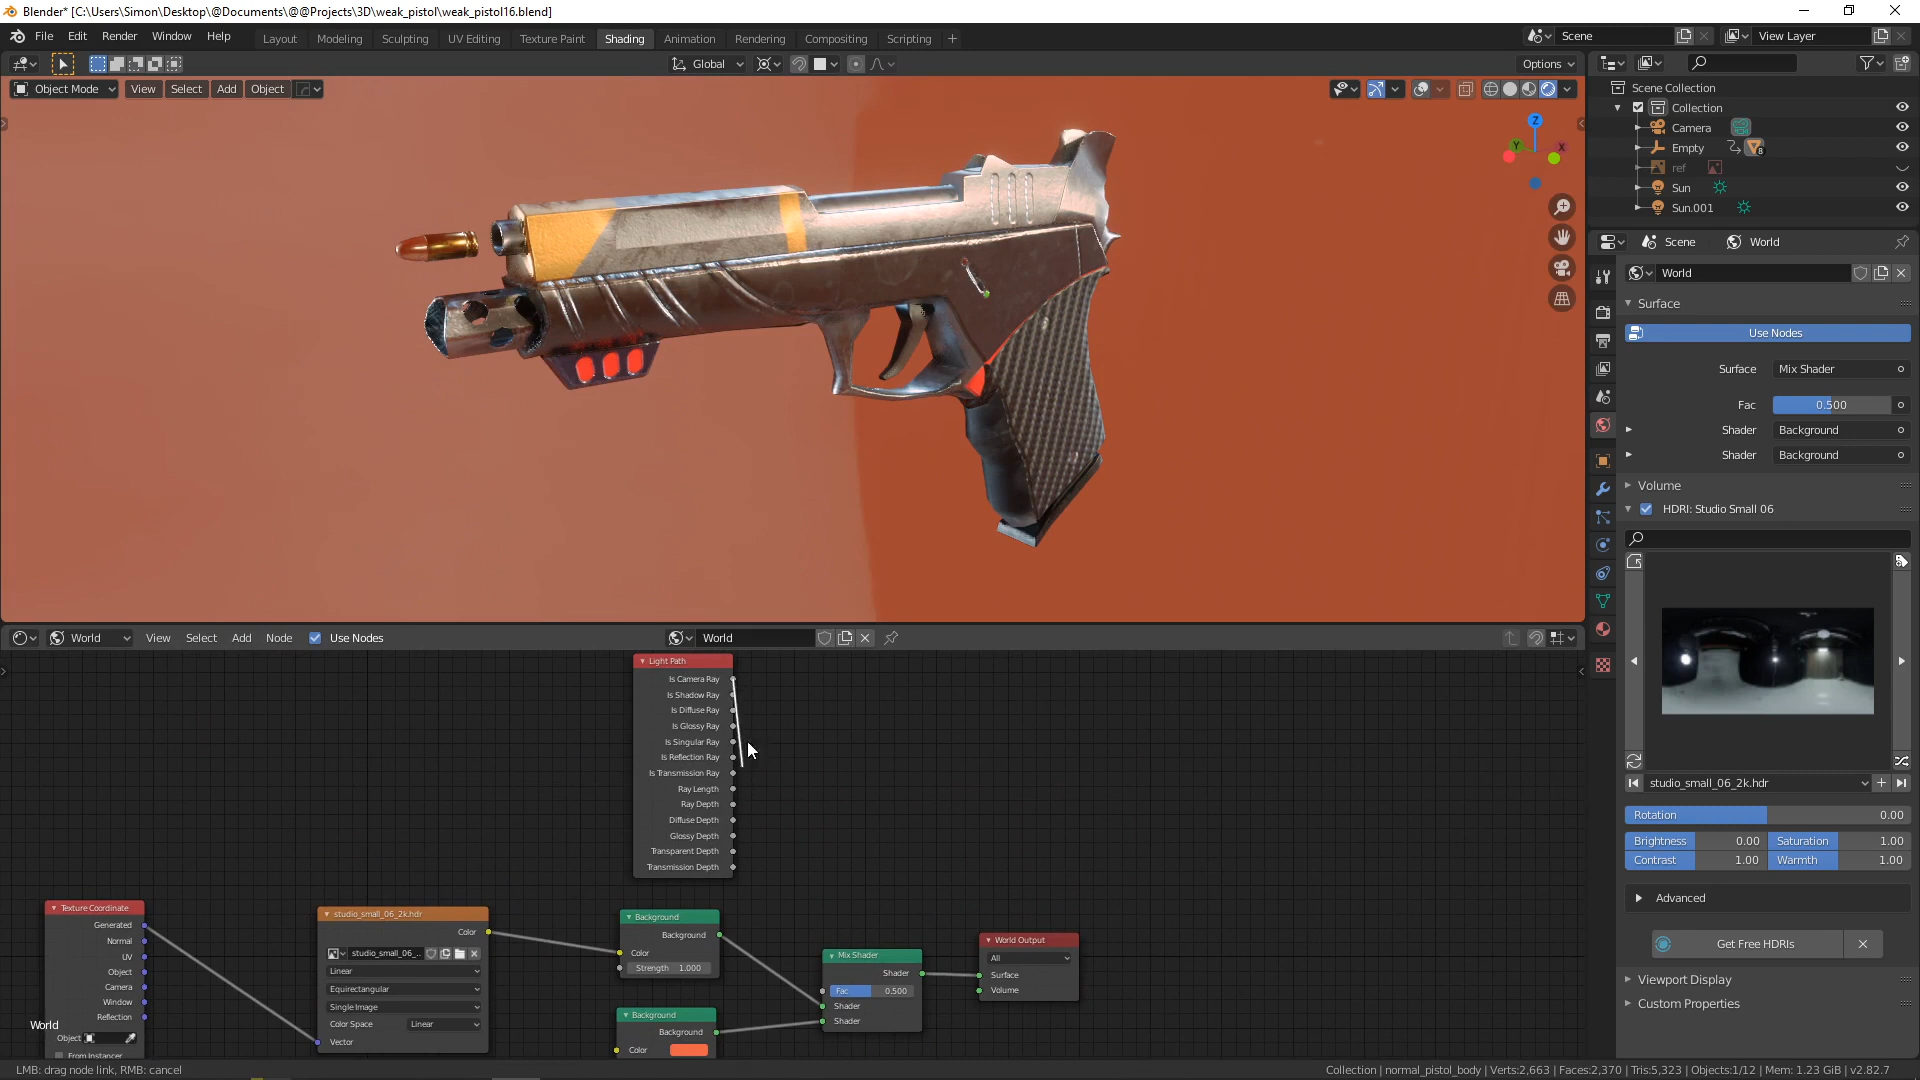 Blender* [C:\Users\Simon\Desktop\@Documents\@@Projects\3D\weak_pistol\weak_pistol16.blend]
File Edit Render Window Help Layout Modeling Sculpting UV Editing Texture Paint Shading Animation Rendering Compositing Scripting + Scene View Layer
Global Options
Object Mode View Select Add Object
Scene Collection
Collection
Camera
Empty
8
ref
Sun
Sun.001
Z
Y X
Scene World
World
Surface
Use Nodes
Surface Mix Shader
Fac 0.500
Shader Background
Shader Background
Volume
HDRI: Studio Small 06
studio_small_06_2k.hdr
Rotation 0.00
Brightness 0.00 Saturation 1.00
Contrast 1.00 Warmth 1.00
Advanced
Get Free HDRIs
Viewport Display
Custom Properties
World View Select Add Node Use Nodes World
Light Path
Is Camera Ray
Is Shadow Ray
Is Diffuse Ray
Is Glossy Ray
Is Singular Ray
Is Reflection Ray
Is Transmission Ray
Ray Length
Ray Depth
Diffuse Depth
Glossy Depth
Transparent Depth
Transmission Depth
Texture Coordinate
Generated
Normal
UV
Object
Camera
Window
Reflection
Object
From Instancer
World
studio_small_06_2k.hdr
Color
studio_small_06_...
Linear
Equirectangular
Single Image
Color Space Linear
Vector
Background
Background
Color
Strength 1.000
Background
Background
Color
Mix Shader
Shader
Fac 0.500
Shader
Shader
World Output
All
Surface
Volume
LMB: drag node link, RMB: cancel
Collection | normal_pistol_body | Verts:2,663 | Faces:2,370 | Tris:5,323 | Objects:1/12 | Mem: 1.23 GiB | v2.82.7